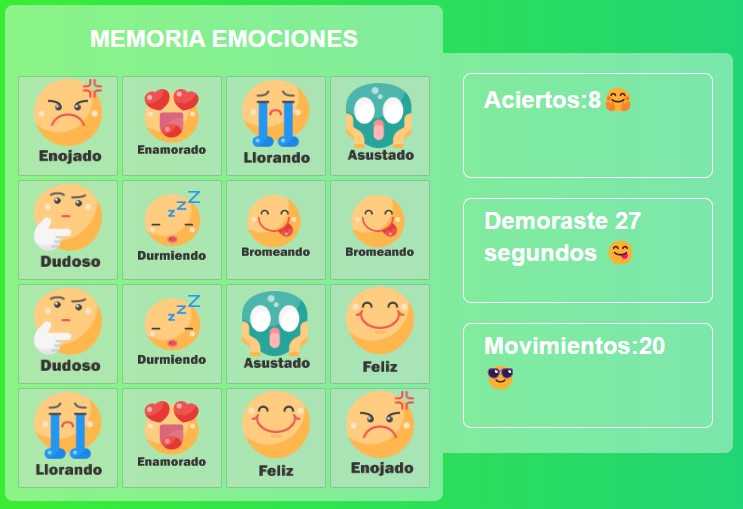 MEMORIA EMOCIONES
Enojado
Enamorado
Llorando
Asustado
Dudoso
Durmiendo
Bromeando
Bromeando
Dudoso
Durmiendo
Asustado
Feliz
Llorando
Enamorado
Feliz
Enojado
Aciertos:8🤗
Demoraste 27
segundos 😋
Movimientos:20
😎